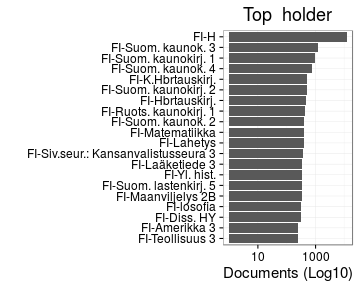 Top holder
FI-H
FI-Suom. kaunok. 3
FI-Suom. kaunokirj. 1
FI-Suom. kaunok. 4
FI-K.Hbrtauskirj.
FI-Suom. kaunokirj. 2
FI-Hbrtauskirj.
FI-Ruots. kaunokirj. 1
FI-Suom. kaunok. 2
FI-Matematiikka
FI-Lahetys
FI-Siv.seur.: Kansanvalistusseura 3
FI-Lääketiede 3
FI-Yl. hist.
FI-Suom. lastenkirj. 5
FI-Maanviljelys 2B
FI-losofia
FI-Diss. HY
FI-Amerikka 3
FI-Teollisuus 3
10 1000
Documents (Log10)